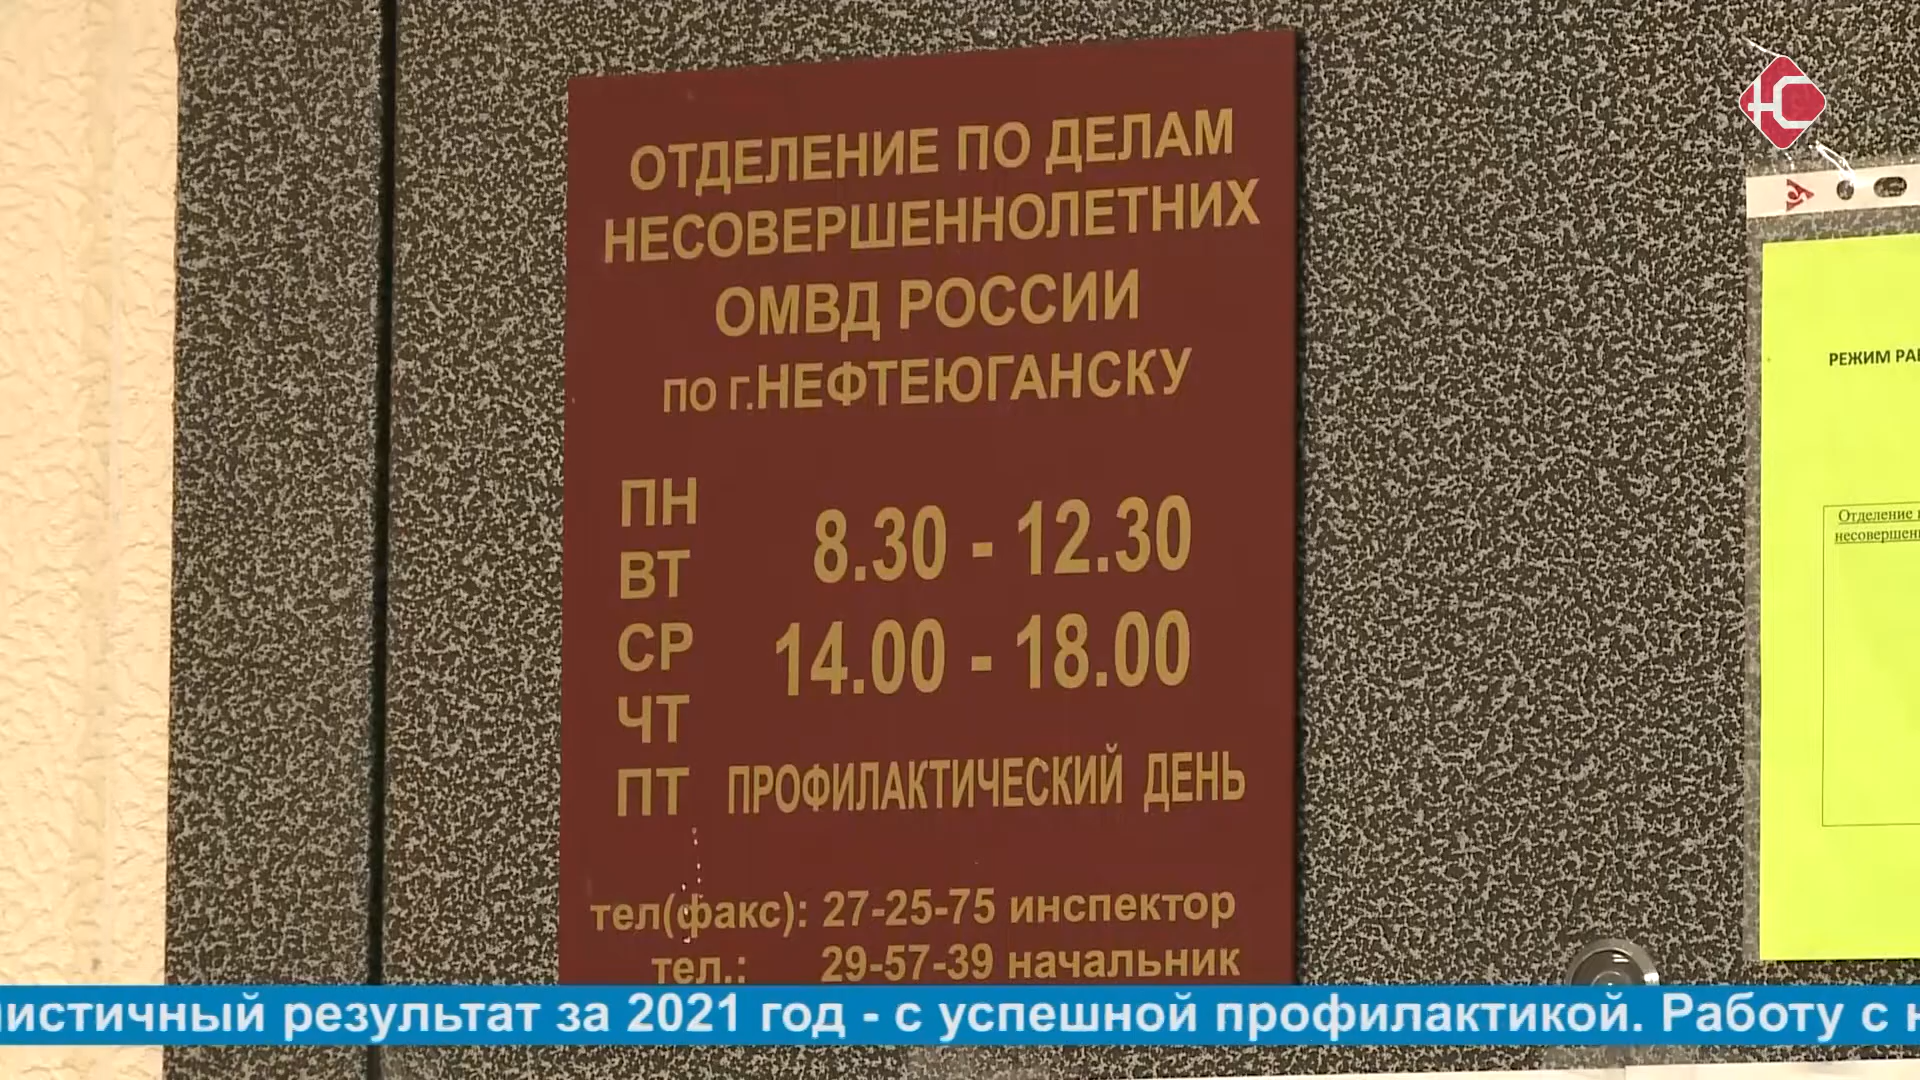 ОТДЕЛЕНИЕ ПО ДЕЛАМ
НЕСОВЕРШЕННОЛЕТНИХ
ОМВД РОССИИ
ПО Г.НЕФТЕЮГАНСКУ
ПН
ВТ
СР
ЧТ
8.30 - 12.30
14.00 - 18.00
ПТ ПРОФИЛАКТИЧЕСКИЙ ДЕНЬ
тел(факс): 27-25-75 инспектор
тел.: 29-57-39 начальник
РЕЖИМ
Отделение
результат за 2021 год - с успешной профилактикой. Работу с
ЮС